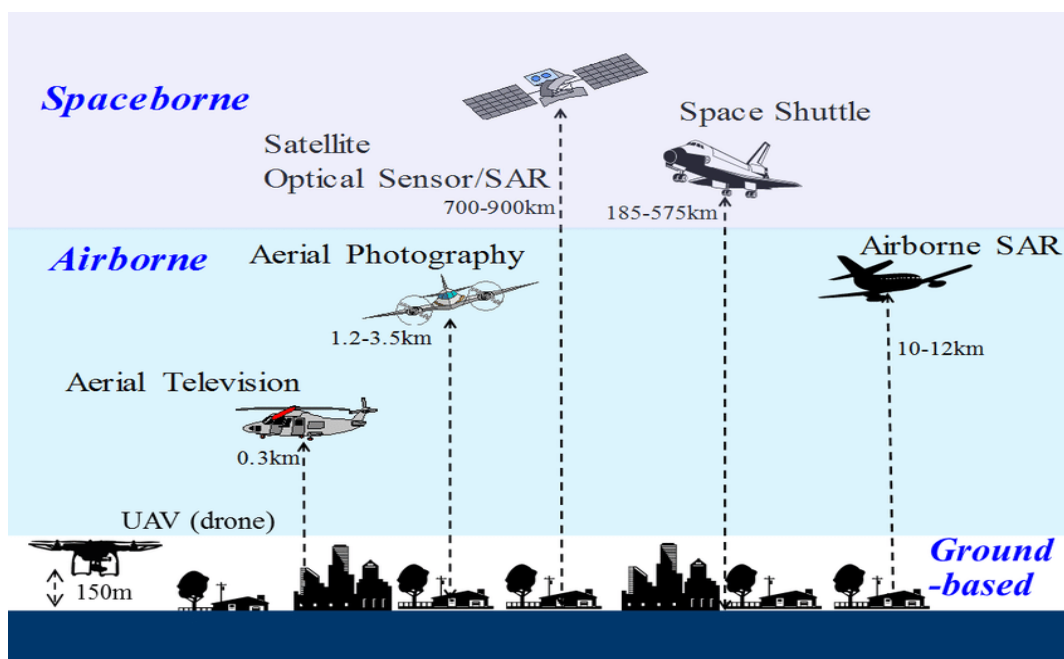 Spaceborne
Satellite
Optical Sensor/SAR
700-900km
Space Shuttle
185-575km
Airborne
Aerial Photography
1.2-3.5km
Airborne SAR
10-12km
Aerial Television
0.3km
UAV (drone)
150m
Ground
-based